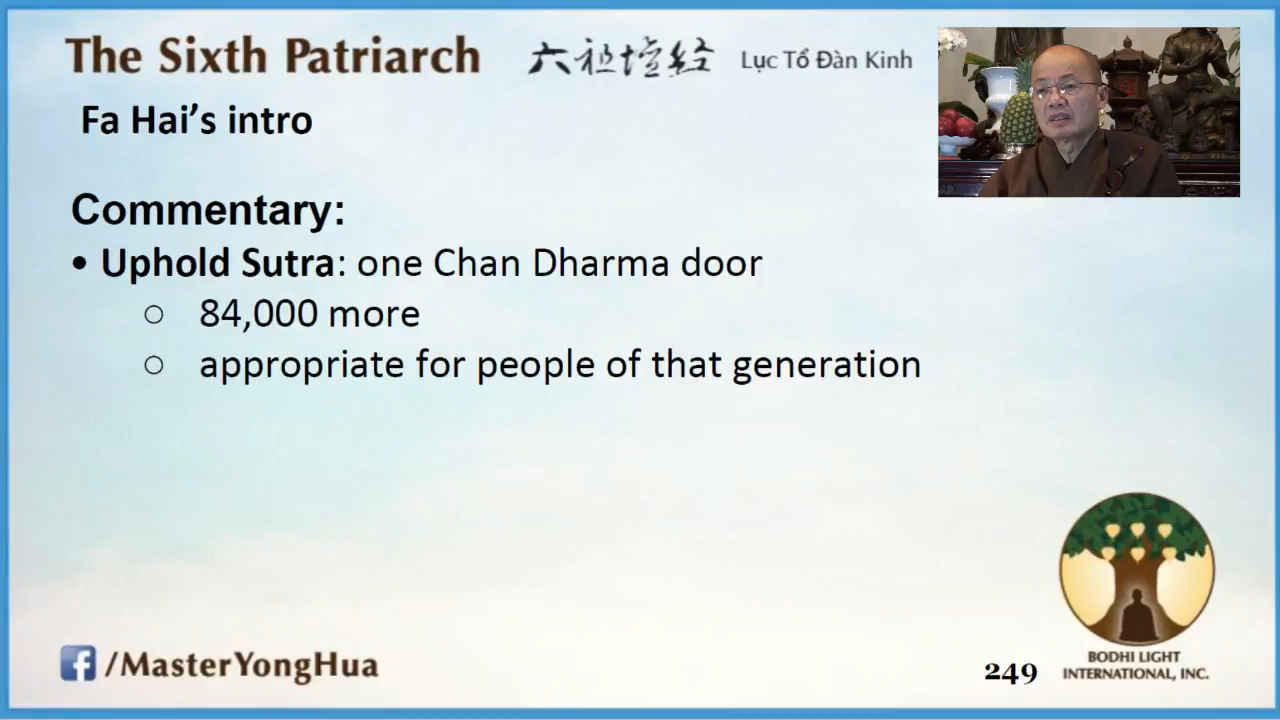 The Sixth Patriarch 六祖壇經 Lục Tổ Đàn Kinh
Fa Hai's intro
Commentary:
• Uphold Sutra: one Chan Dharma door
○ 84,000 more
○ appropriate for people of that generation
/MasterYongHua
249
BODHI LIGHT
INTERNATIONAL, INC.